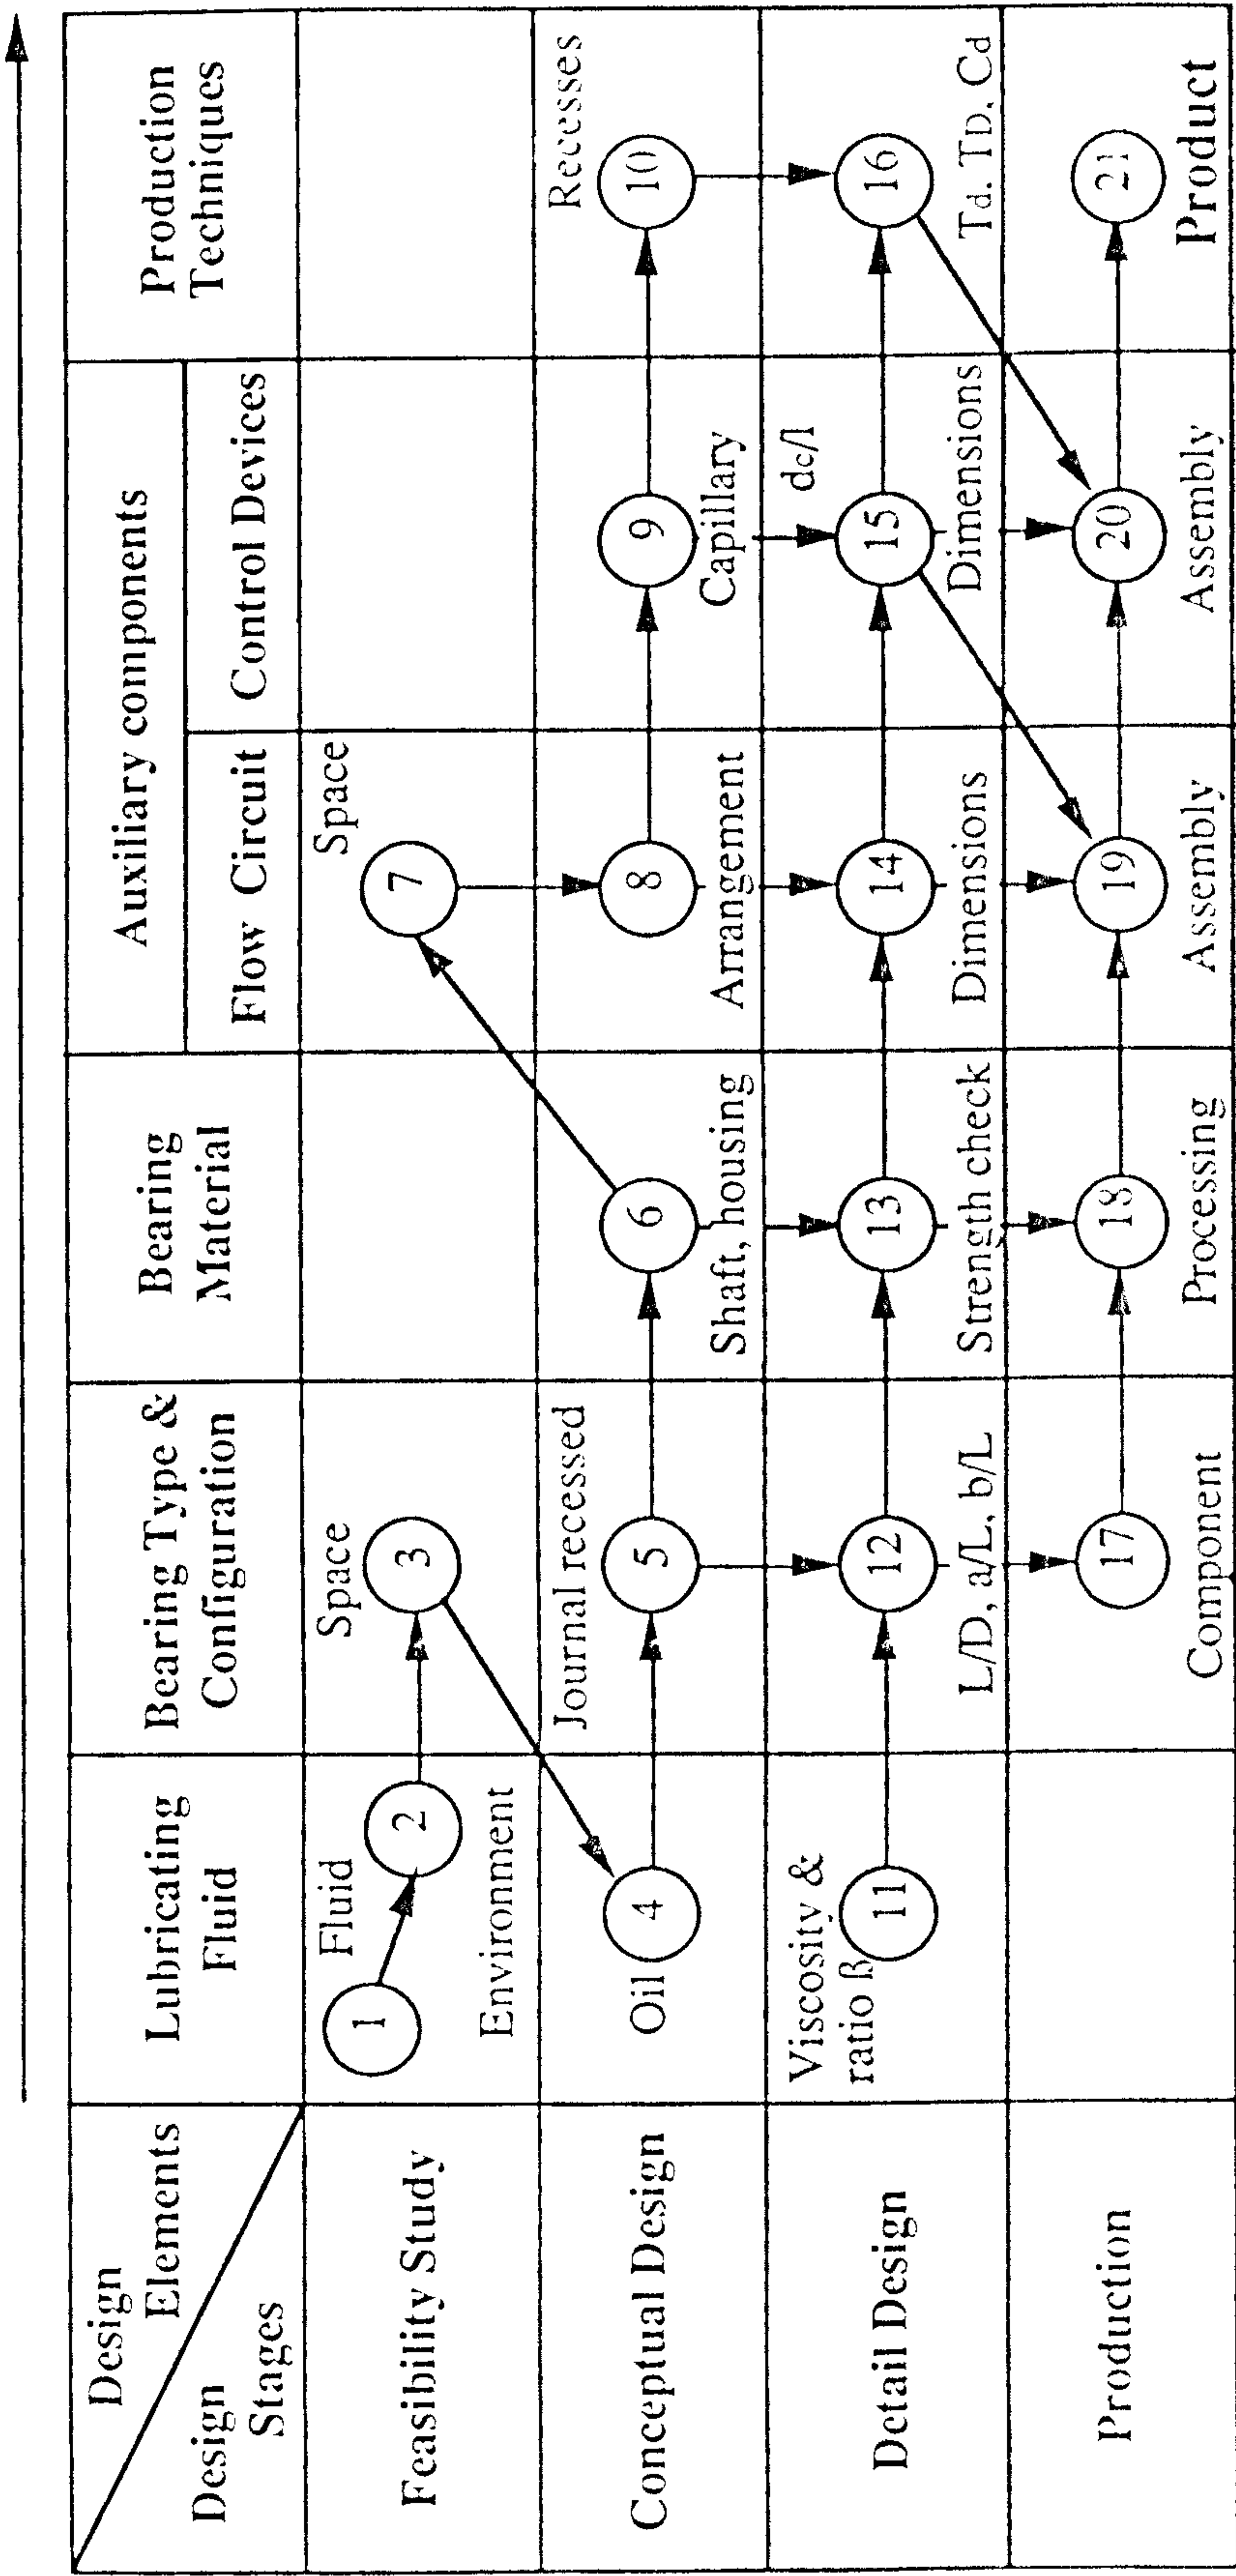 Design
Elements
Design
Stages
Lubricating
Fluid
Bearing Type &
Configuration
Bearing
Material
Auxiliary components
Flow Circuit
Control Devices
Production
Techniques
Feasibility Study
1
Fluid
2
Environment
Space
3
Space
7
Conceptual Design
Oil
4
Journal recessed
5
6
Shaft, housing
8
Arrangement
9
Capillary
Recesses
10
Detail Design
Viscosity &
ratio ß
11
12
L/D, a/L, b/L
13
Strength check
14
Dimensions
dc/l
15
Dimensions
16
Td, TD, Cd
Production
17
Component
18
Processing
19
Assembly
20
Assembly
21
Product